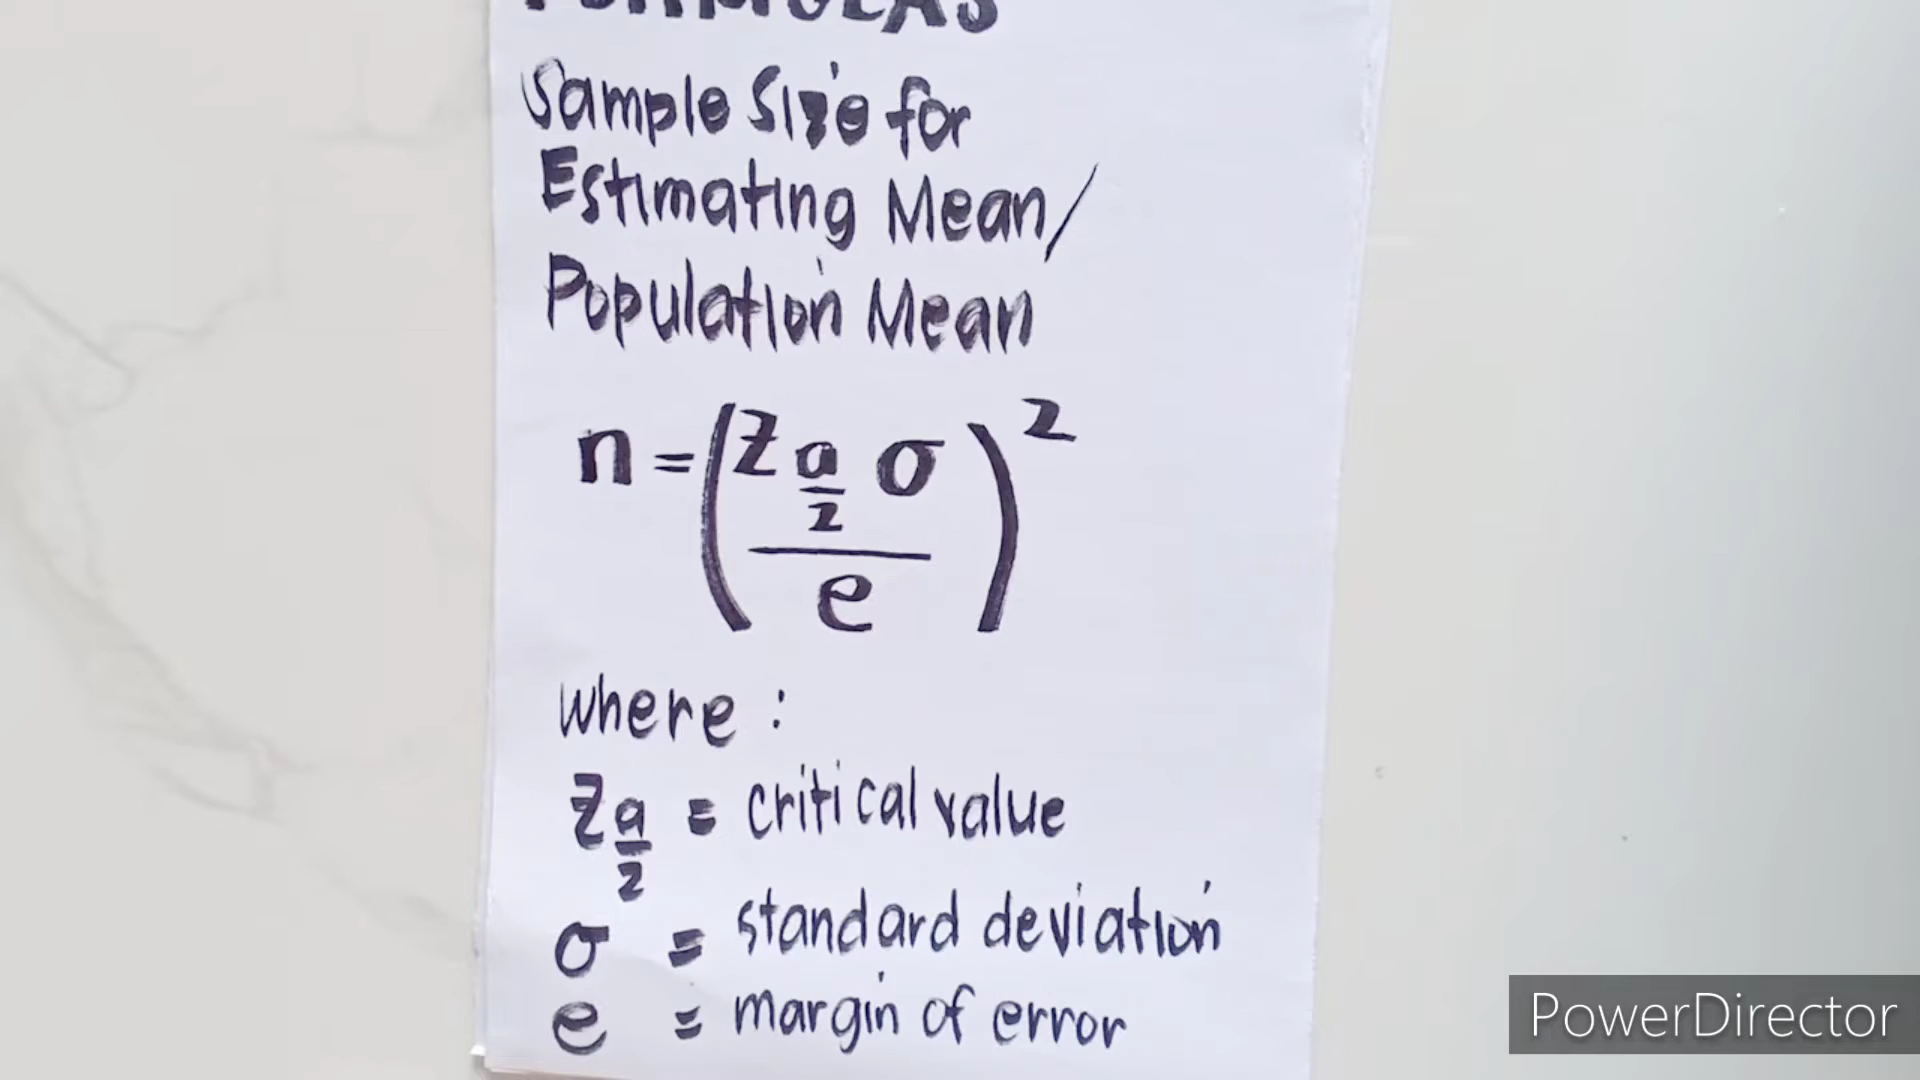 FORMULAS
Sample Size for
Estimating Mean/
Population Mean
n = (Z a/2 σ / e)²
where :
Z a/2 = critical value
σ = standard deviation
e = margin of error
PowerDirector